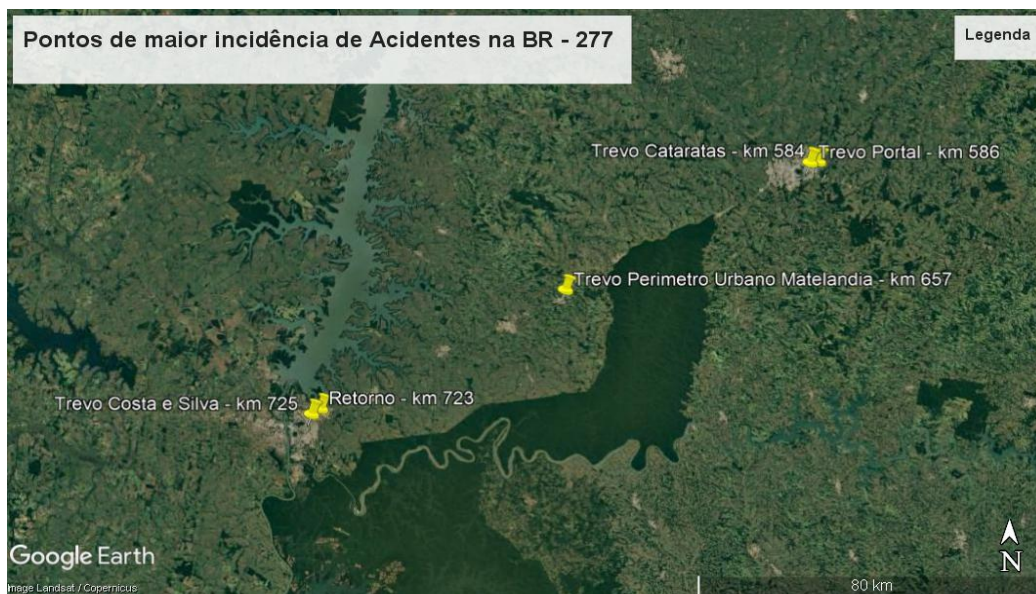 Pontos de maior incidência de Acidentes na BR - 277
Legenda
Trevo Cataratas - km 584
Trevo Portal - km 586
Trevo Perimetro Urbano Matelandia - km 657
Retorno - km 723
Trevo Costa e Silva - km 725
Google Earth
N
Image Landsat / Copernicus
80 km